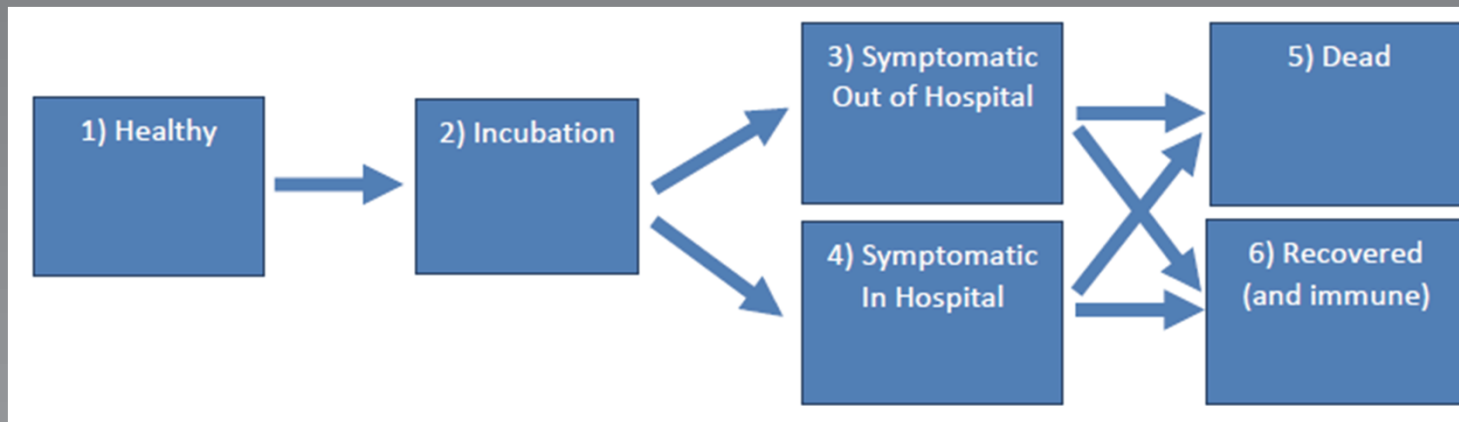 1) Healthy
2) Incubation
3) Symptomatic
Out of Hospital
4) Symptomatic
In Hospital
5) Dead
6) Recovered
(and immune)